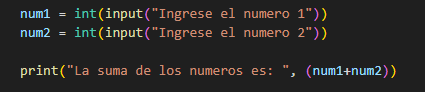 num1 = int(input("Ingrese el numero 1"))
num2 = int(input("Ingrese el numero 2"))
print("La suma de los numeros es: ", (num1+num2))